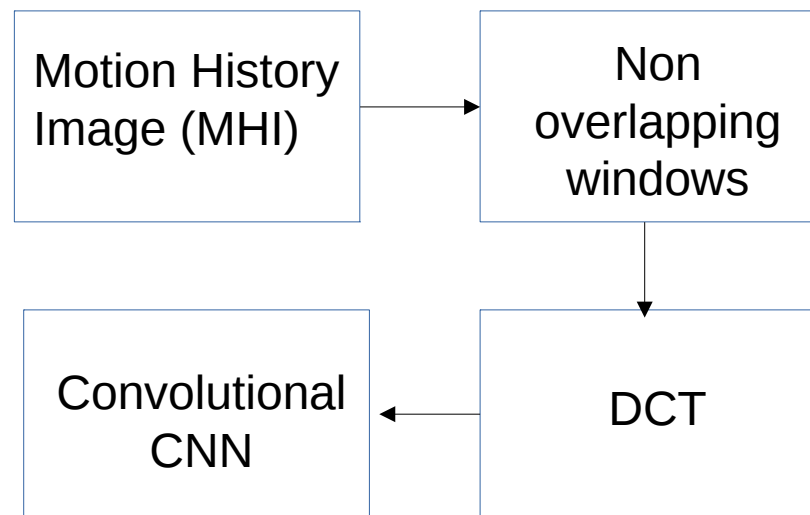 Motion History
Image (MHI)
Non
overlapping
windows
DCT
Convolutional
CNN